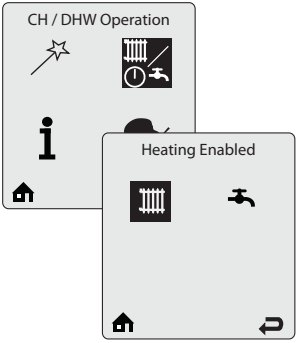 CH / DHW Operation
i
Heating Enabled